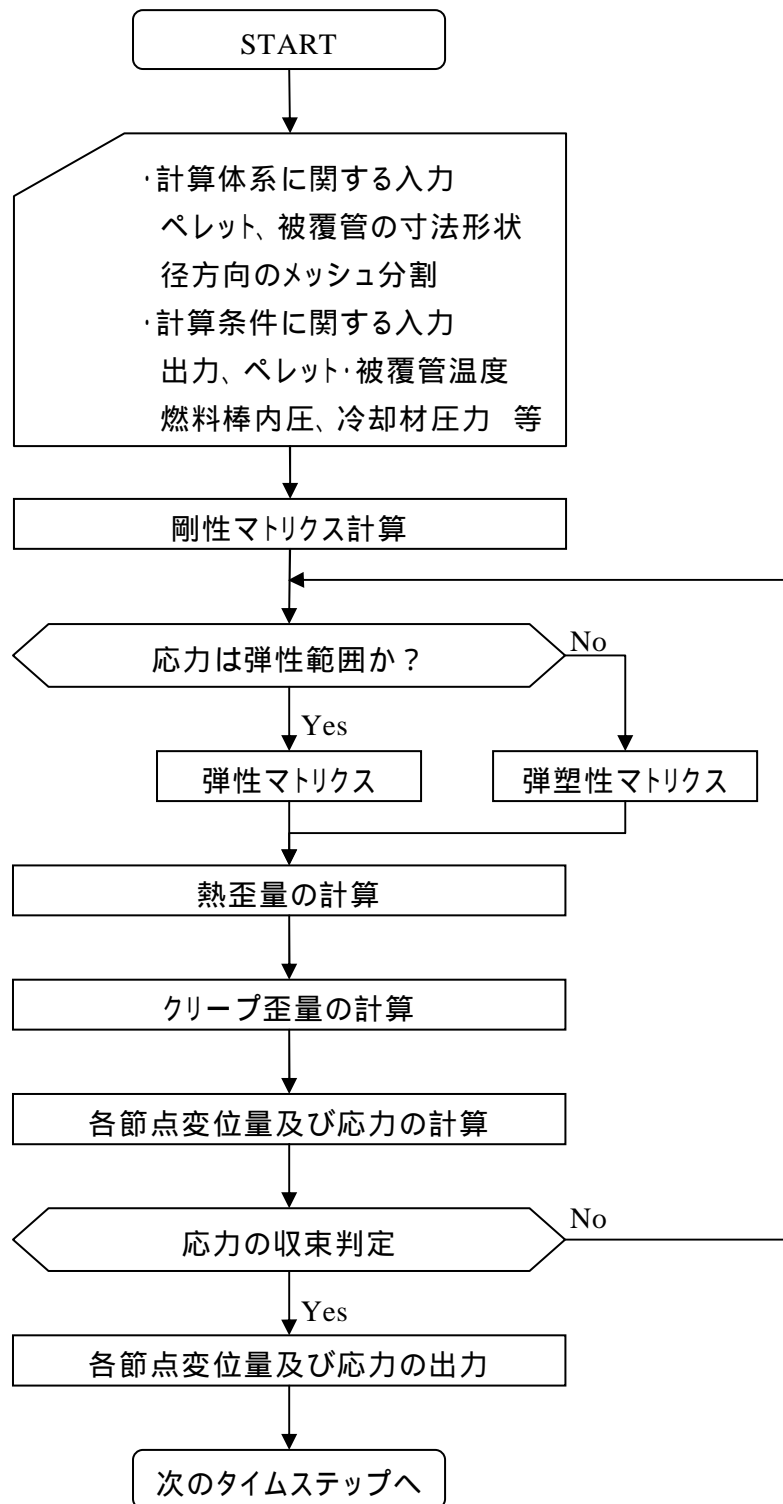 START
・計算体系に関する入力
ペレット、被覆管の寸法形状
径方向のメッシュ分割
・計算条件に関する入力
出力、ペレット・被覆管温度
燃料棒内圧、冷却材圧力 等
剛性マトリクス計算
応力は弾性範囲か?
No
Yes
弾性マトリクス
弾塑性マトリクス
熱歪量の計算
クリープ歪量の計算
各節点変位量及び応力の計算
応力の収束判定
No
Yes
各節点変位量及び応力の出力
次のタイムステップへ